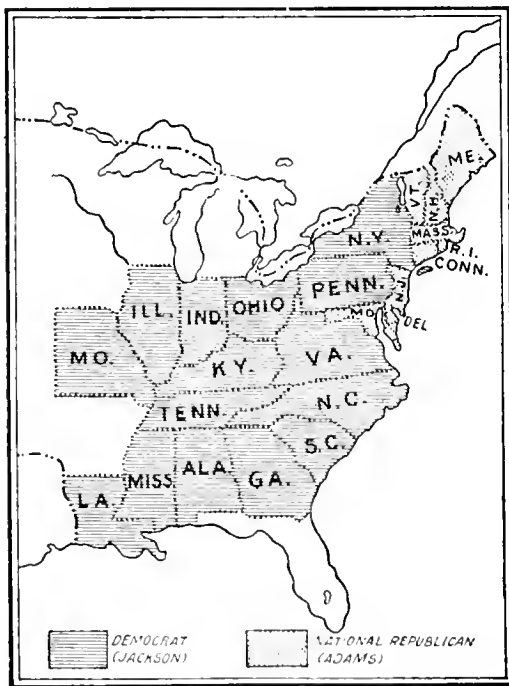 ME.
VT.
N.H.
MASS.
N.Y.
R.I.
CONN.
PENN.
N.J.
MD.
DEL
ILL.
IND.
OHIO
MO.
KY.
VA.
TENN.
N.C.
S.C.
MISS
ALA.
GA.
LA.
DEMOCRAT
(JACKSON)
NATIONAL REPUBLICAN
(ADAMS)